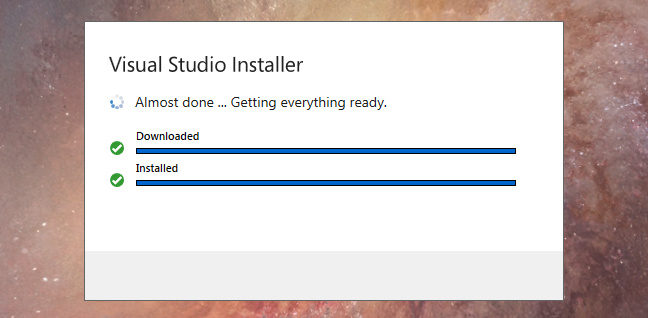 Visual Studio Installer
Almost done ... Getting everything ready.
Downloaded
Installed